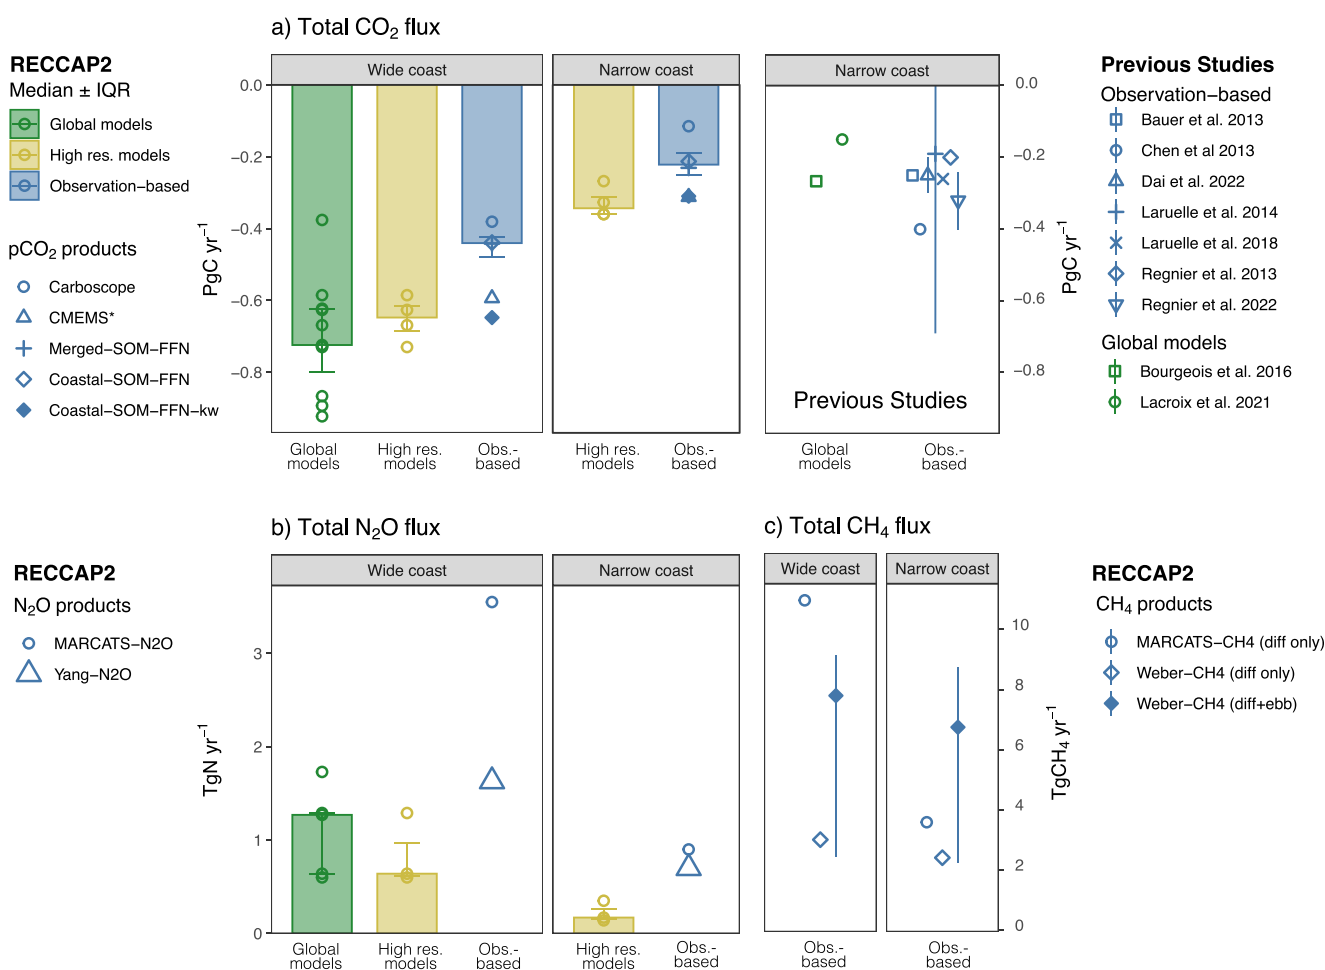 a) Total CO2 flux
RECCAP2
Median ± IQR
Global models
High res. models
Observation−based
pCO2 products
Carboscope
CMEMS*
Merged−SOM−FFN
Coastal−SOM−FFN
Coastal−SOM−FFN−kw
PgC yr−1
0.0
−0.2
−0.4
−0.6
−0.8
Wide coast
Narrow coast
Narrow coast
Global models
High res. models
Obs.- based
High res. models
Obs.- based
Previous Studies
Global models
Obs.- based
0.0
−0.2
−0.4
−0.6
−0.8
PgC yr−1
Previous Studies
Observation−based
Bauer et al. 2013
Chen et al 2013
Dai et al. 2022
Laruelle et al. 2014
Laruelle et al. 2018
Regnier et al. 2013
Regnier et al. 2022
Global models
Bourgeois et al. 2016
Lacroix et al. 2021
b) Total N2O flux
RECCAP2
N2O products
MARCATS−N2O
Yang−N2O
TgN yr−1
3
2
1
0
Wide coast
Narrow coast
Global models
High res. models
Obs.- based
High res. models
Obs.- based
c) Total CH4 flux
Wide coast
Narrow coast
Obs.- based
Obs.- based
10
8
6
4
2
0
TgCH4 yr−1
RECCAP2
CH4 products
MARCATS−CH4 (diff only)
Weber−CH4 (diff only)
Weber−CH4 (diff+ebb)